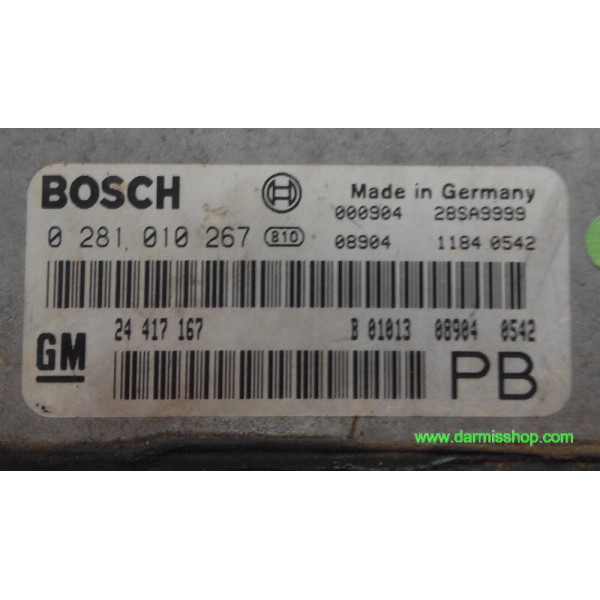 BOSCH Made in Germany
000904 28SA9999
0 281 010 267 810 08904 1184 0542
24 417 167 B 01013 08904 0542
GM PB
www.darmisshop.com